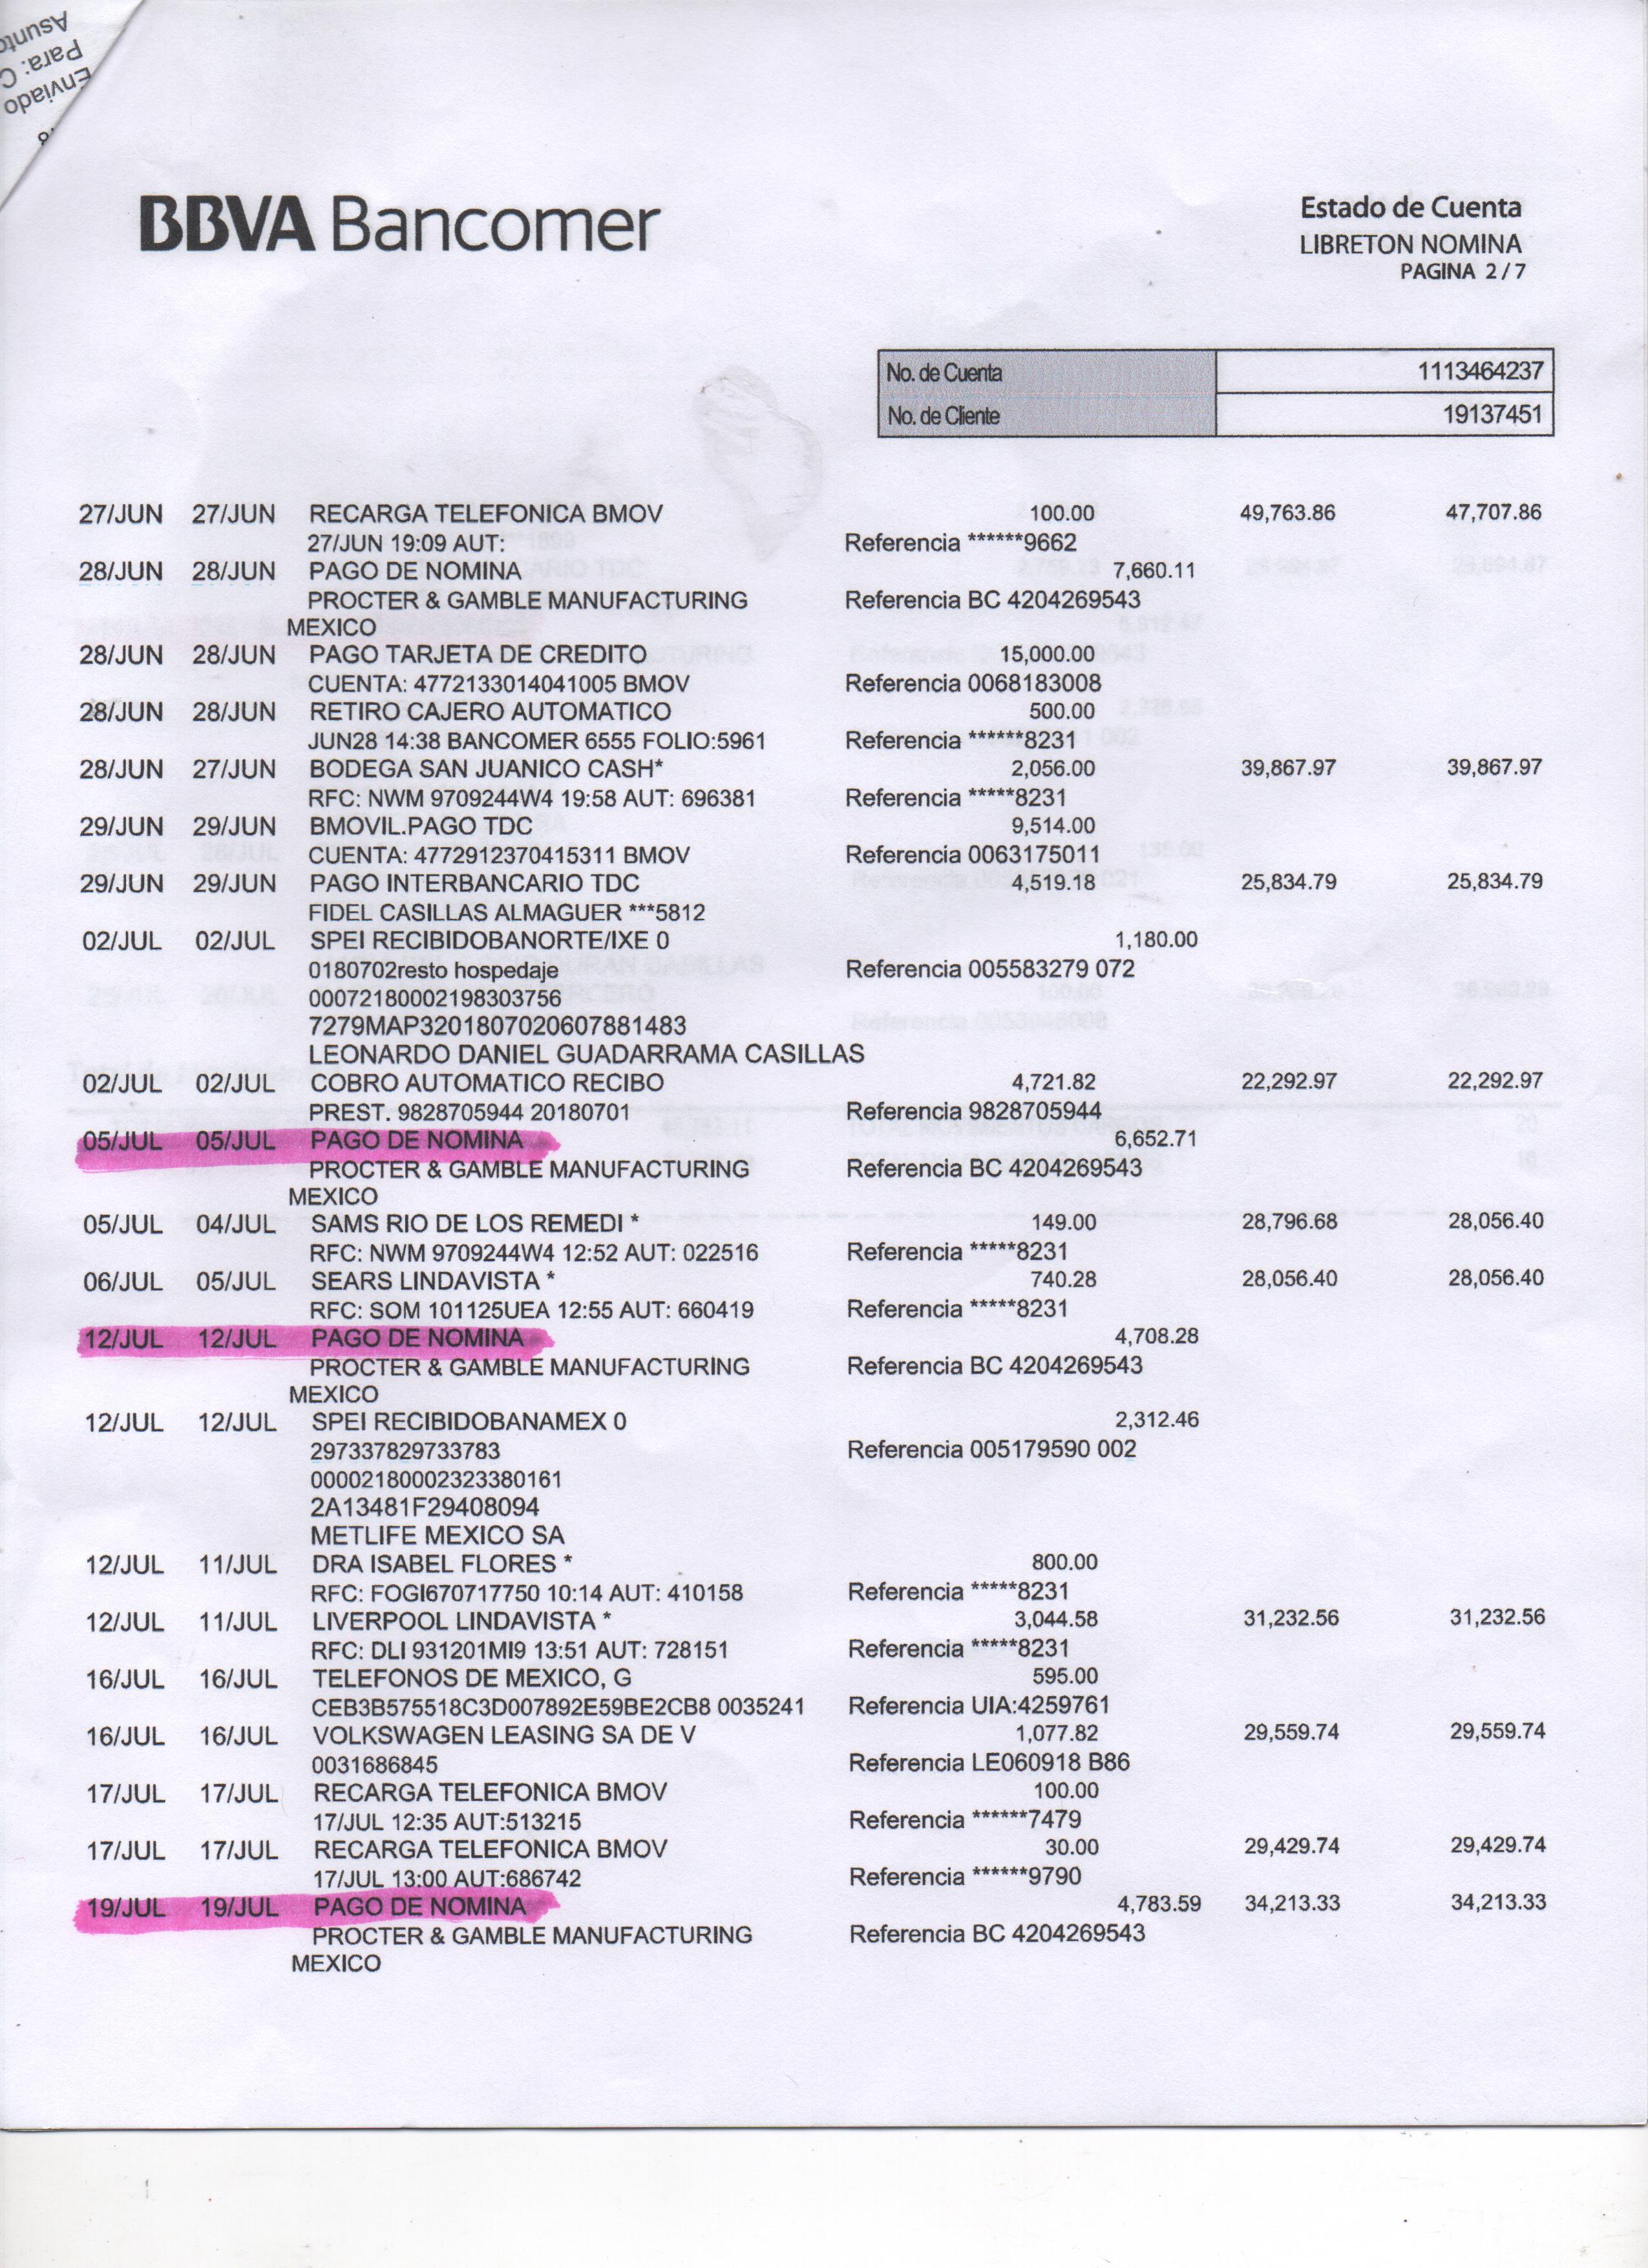 Asunto
Para: C
Enviado
BBVA Bancomer
Estado de Cuenta
LIBRETON NOMINA
PAGINA 2 / 7
No. de Cuenta 1113464237
No. de Cliente 19137451
27/JUN 27/JUN RECARGA TELEFONICA BMOV 100.00 49,763.86 47,707.86
27/JUN 19:09 AUT: Referencia ******9662
28/JUN 28/JUN PAGO DE NOMINA 7,660.11
PROCTER & GAMBLE MANUFACTURING Referencia BC 4204269543
MEXICO
28/JUN 28/JUN PAGO TARJETA DE CREDITO 15,000.00
CUENTA: 4772133014041005 BMOV Referencia 0068183008
28/JUN 28/JUN RETIRO CAJERO AUTOMATICO 500.00
JUN28 14:38 BANCOMER 6555 FOLIO:5961 Referencia ******8231
28/JUN 27/JUN BODEGA SAN JUANICO CASH* 2,056.00 39,867.97 39,867.97
RFC: NWM 9709244W4 19:58 AUT: 696381 Referencia *****8231
29/JUN 29/JUN BMOVIL.PAGO TDC 9,514.00
CUENTA: 4772912370415311 BMOV Referencia 0063175011
29/JUN 29/JUN PAGO INTERBANCARIO TDC 4,519.18 25,834.79 25,834.79
FIDEL CASILLAS ALMAGUER ***5812
02/JUL 02/JUL SPEI RECIBIDOBANORTE/IXE 0 1,180.00
0180702resto hospedaje Referencia 005583279 072
00072180002198303756
7279MAP3201807020607881483
LEONARDO DANIEL GUADARRAMA CASILLAS
02/JUL 02/JUL COBRO AUTOMATICO RECIBO 4,721.82 22,292.97 22,292.97
PREST. 9828705944 20180701 Referencia 9828705944
05/JUL 05/JUL PAGO DE NOMINA 6,652.71
PROCTER & GAMBLE MANUFACTURING Referencia BC 4204269543
MEXICO
05/JUL 04/JUL SAMS RIO DE LOS REMEDI * 149.00 28,796.68 28,056.40
RFC: NWM 9709244W4 12:52 AUT: 022516 Referencia *****8231
06/JUL 05/JUL SEARS LINDAVISTA * 740.28 28,056.40 28,056.40
RFC: SOM 101125UEA 12:55 AUT: 660419 Referencia *****8231
12/JUL 12/JUL PAGO DE NOMINA 4,708.28
PROCTER & GAMBLE MANUFACTURING Referencia BC 4204269543
MEXICO
12/JUL 12/JUL SPEI RECIBIDOBANAMEX 0 2,312.46
297337829733783 Referencia 005179590 002
00002180002323380161
2A13481F29408094
METLIFE MEXICO SA
12/JUL 11/JUL DRA ISABEL FLORES * 800.00
RFC: FOGI670717750 10:14 AUT: 410158 Referencia *****8231
12/JUL 11/JUL LIVERPOOL LINDAVISTA * 3,044.58 31,232.56 31,232.56
RFC: DLI 931201MI9 13:51 AUT: 728151 Referencia *****8231
16/JUL 16/JUL TELEFONOS DE MEXICO, G 595.00
CEB3B575518C3D007892E59BE2CB8 0035241 Referencia UIA:4259761
16/JUL 16/JUL VOLKSWAGEN LEASING SA DE V 1,077.82 29,559.74 29,559.74
0031686845 Referencia LE060918 B86
17/JUL 17/JUL RECARGA TELEFONICA BMOV 100.00
17/JUL 12:35 AUT:513215 Referencia ******7479
17/JUL 17/JUL RECARGA TELEFONICA BMOV 30.00 29,429.74 29,429.74
17/JUL 13:00 AUT:686742 Referencia ******9790
19/JUL 19/JUL PAGO DE NOMINA 4,783.59 34,213.33 34,213.33
PROCTER & GAMBLE MANUFACTURING Referencia BC 4204269543
MEXICO